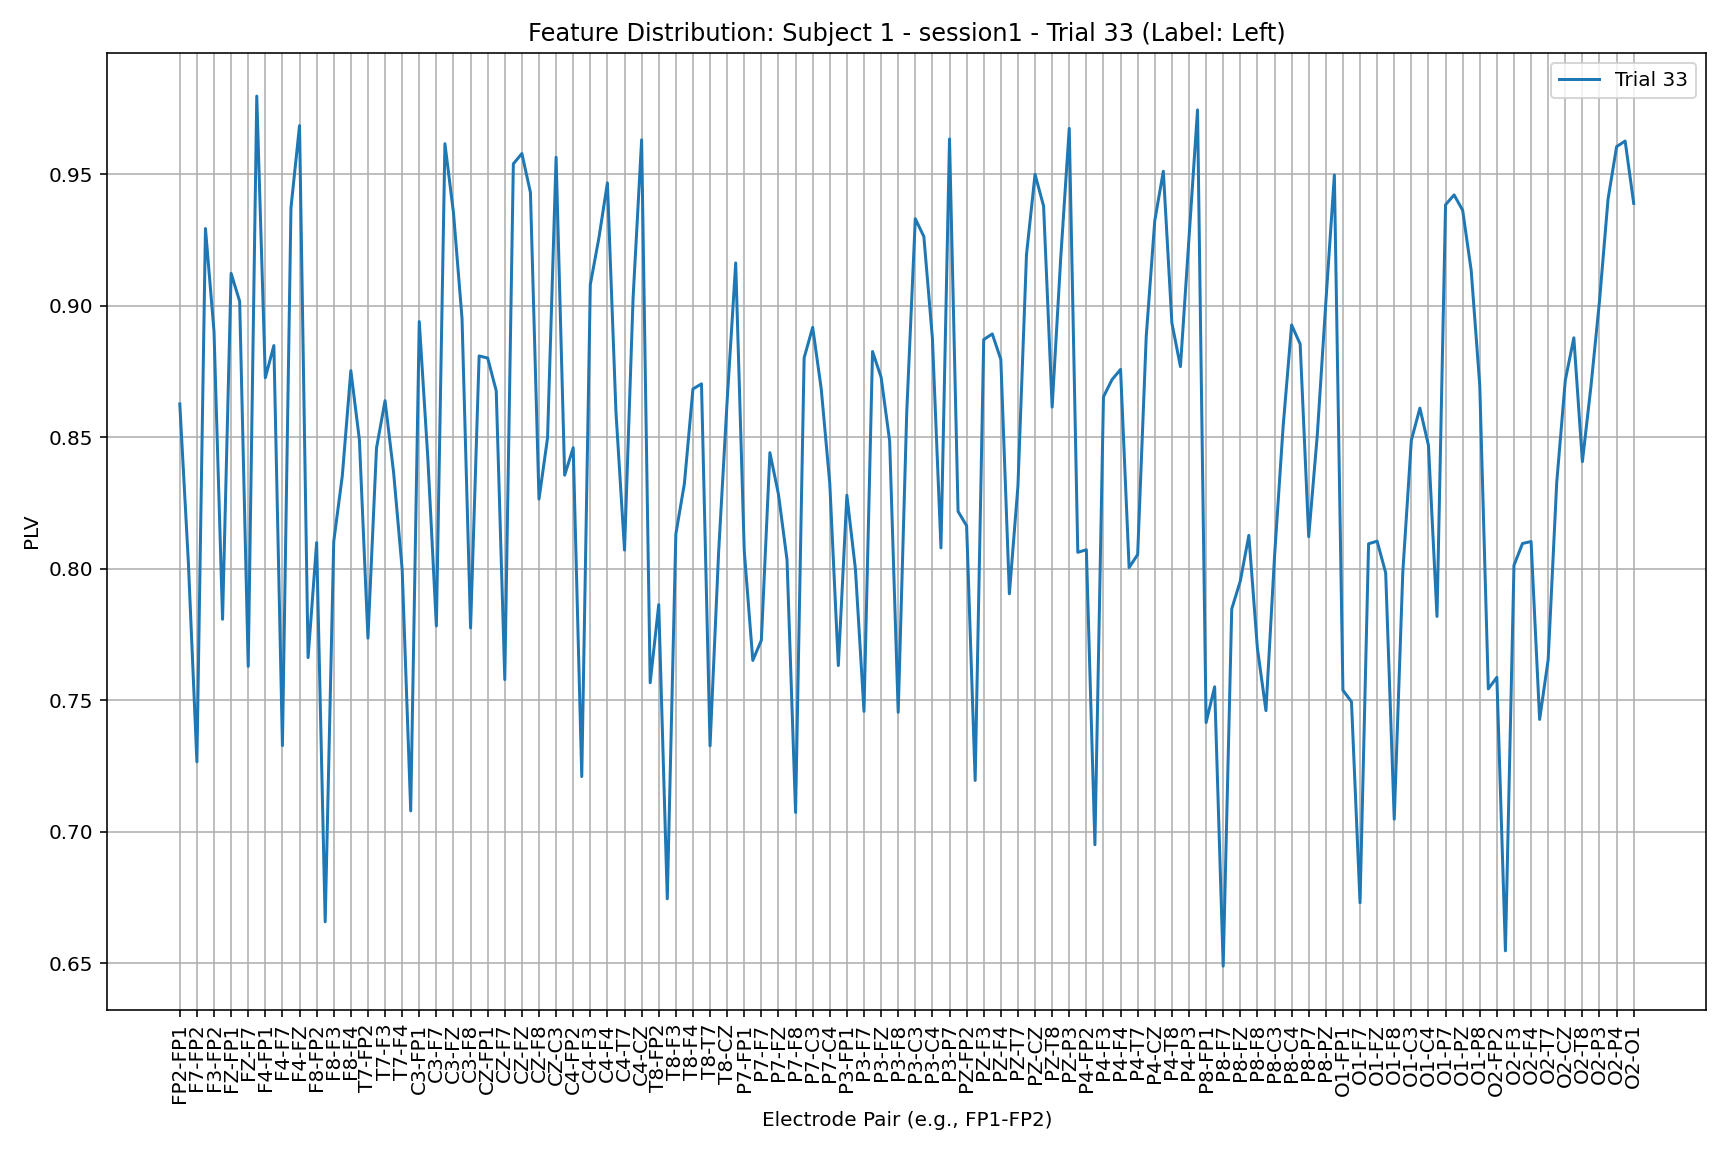 Feature Distribution: Subject 1 - session1 - Trial 33 (Label: Left)
Trial 33
PLV
0.95
0.90
0.85
0.80
0.75
0.70
0.65
FP2-FP1
F7-FP2
F3-FP2
FZ-FP1
FZ-F7
F4-FP1
F4-F7
F4-FZ
F8-FP2
F8-F3
F8-F4
T7-FP2
T7-F3
T7-F4
C3-FP1
C3-F7
C3-FZ
C3-F8
CZ-FP1
CZ-F7
CZ-FZ
CZ-F8
CZ-C3
C4-FP2
C4-F3
C4-F4
C4-T7
C4-CZ
T8-FP2
T8-F3
T8-F4
T8-T7
T8-CZ
P7-FP1
P7-F7
P7-FZ
P7-F8
P7-C3
P7-C4
P3-FP1
P3-F7
P3-FZ
P3-F8
P3-C3
P3-C4
P3-P7
PZ-FP2
PZ-F3
PZ-F4
PZ-T7
PZ-CZ
PZ-T8
PZ-P3
P4-FP2
P4-F3
P4-F4
P4-T7
P4-CZ
P4-T8
P4-P3
P8-FP1
P8-F7
P8-FZ
P8-F8
P8-C3
P8-C4
P8-P7
P8-PZ
O1-FP1
O1-F7
O1-FZ
O1-F8
O1-C3
O1-C4
O1-P7
O1-PZ
O1-P8
O2-FP2
O2-F3
O2-F4
O2-T7
O2-CZ
O2-T8
O2-P3
O2-P4
O2-O1
Electrode Pair (e.g., FP1-FP2)